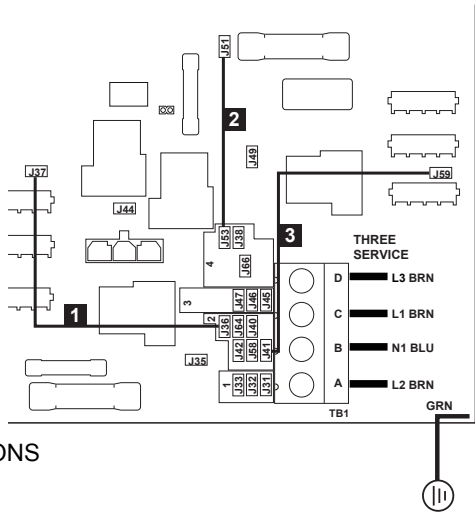 J51
2
J37
J49
J59
J44
J53
J38
3
THREE
SERVICE
4
J66
D
L3 BRN
3
J47
J46
J45
C
L1 BRN
1
2
J36
J64
J40
B
N1 BLU
J42
J58
J41
J35
1
J33
J32
J31
A
L2 BRN
TB1
GRN
ONS